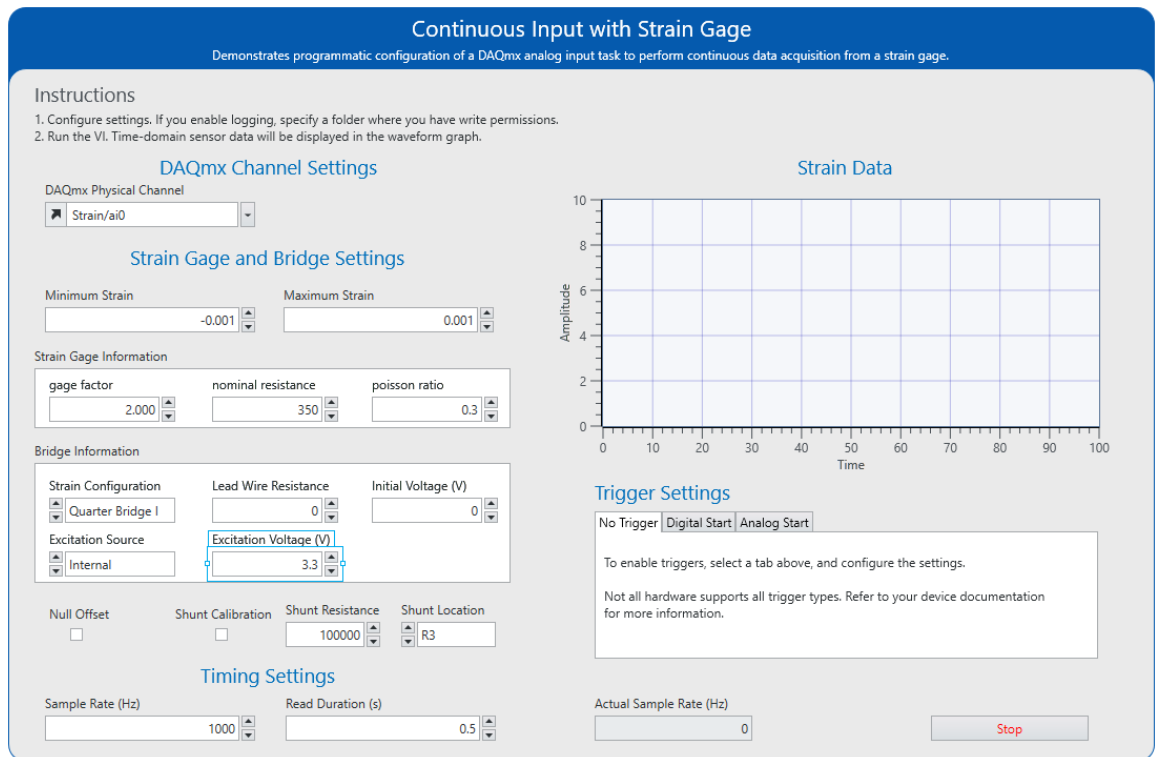 Continuous Input with Strain Gage
Demonstrates programmatic configuration of a DAQmx analog input task to perform continuous data acquisition from a strain gage.
Instructions
1. Configure settings. If you enable logging, specify a folder where you have write permissions.
2. Run the VI. Time-domain sensor data will be displayed in the waveform graph.
DAQmx Channel Settings
DAQmx Physical Channel
Strain/ai0
Strain Gage and Bridge Settings
Minimum Strain
Maximum Strain
-0.001
0.001
Strain Gage Information
gage factor
nominal resistance
poisson ratio
2.000
350
0.3
Bridge Information
Strain Configuration
Lead Wire Resistance
Initial Voltage (V)
Quarter Bridge I
0
0
Excitation Source
Excitation Voltage (V)
Internal
3.3
Null Offset
Shunt Calibration
Shunt Resistance
Shunt Location
100000
R3
Timing Settings
Sample Rate (Hz)
Read Duration (s)
1000
0.5
Strain Data
Amplitude
10
8
6
4
2
0
0 10 20 30 40 50 60 70 80 90 100
Time
Trigger Settings
No Trigger
Digital Start
Analog Start
To enable triggers, select a tab above, and configure the settings.
Not all hardware supports all trigger types. Refer to your device documentation
for more information.
Actual Sample Rate (Hz)
0
Stop